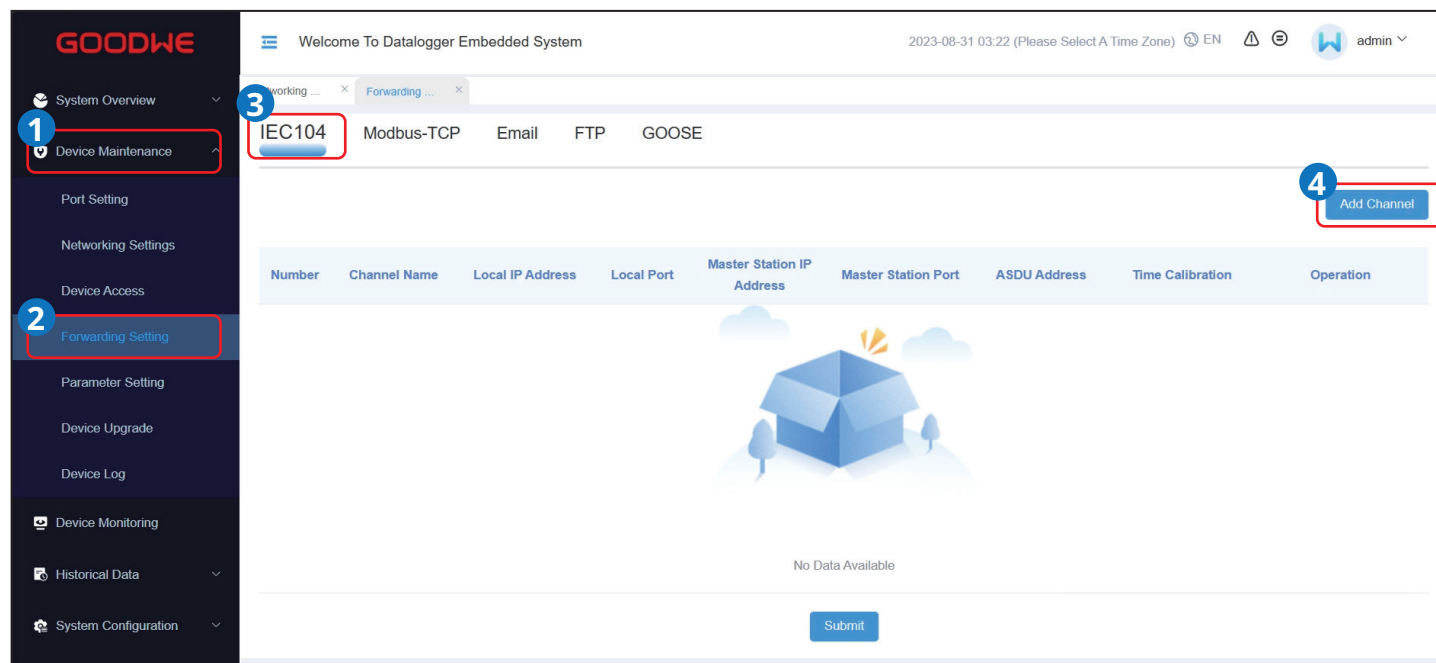 GOODWE
Welcome To Datalogger Embedded System
2023-08-31 03:22 (Please Select A Time Zone) EN admin
System Overview
1
Device Maintenance
Port Setting
Networking Settings
Device Access
2
Forwarding Setting
Parameter Setting
Device Upgrade
Device Log
Device Monitoring
Historical Data
System Configuration
tworking ... × Forwarding ... ×
3
IEC104 Modbus-TCP Email FTP GOOSE
4
Add Channel
Number Channel Name Local IP Address Local Port Master Station IP Address Master Station Port ASDU Address Time Calibration Operation
No Data Available
Submit